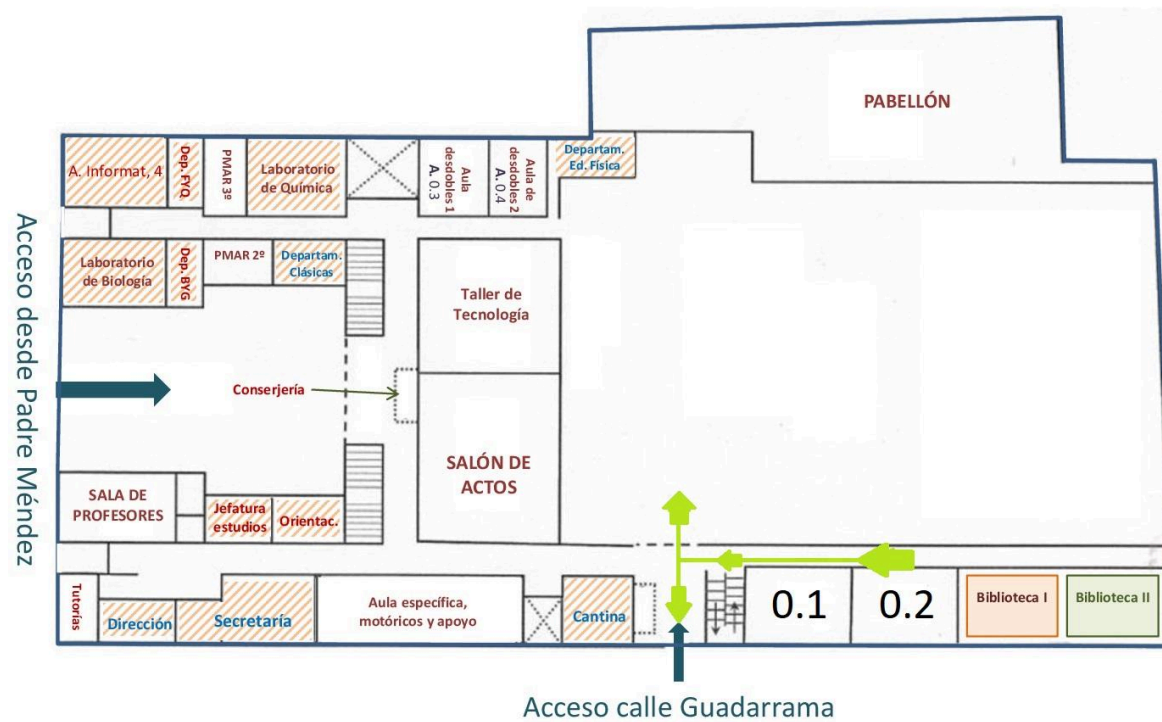 PABELLÓN
A. Informat, 4
Dep. FYQ.
PMAR 3º
Laboratorio
de Química
Aula
desdobles 1
A. 0.3
Aula de
desdobles 2
A. 0.4
Departam.
Ed. Física
Acceso desde Padre Méndez
Laboratorio
de Biología
Dep. BYG
PMAR 2º
Departam.
Clásicas
Taller de
Tecnología
Conserjería
SALÓN DE
ACTOS
SALA DE
PROFESORES
Jefatura
estudios
Orientac.
Tutorías
Dirección
Secretaría
Aula específica,
motóricos y apoyo
Cantina
0.1
0.2
Biblioteca I
Biblioteca II
Acceso calle Guadarrama